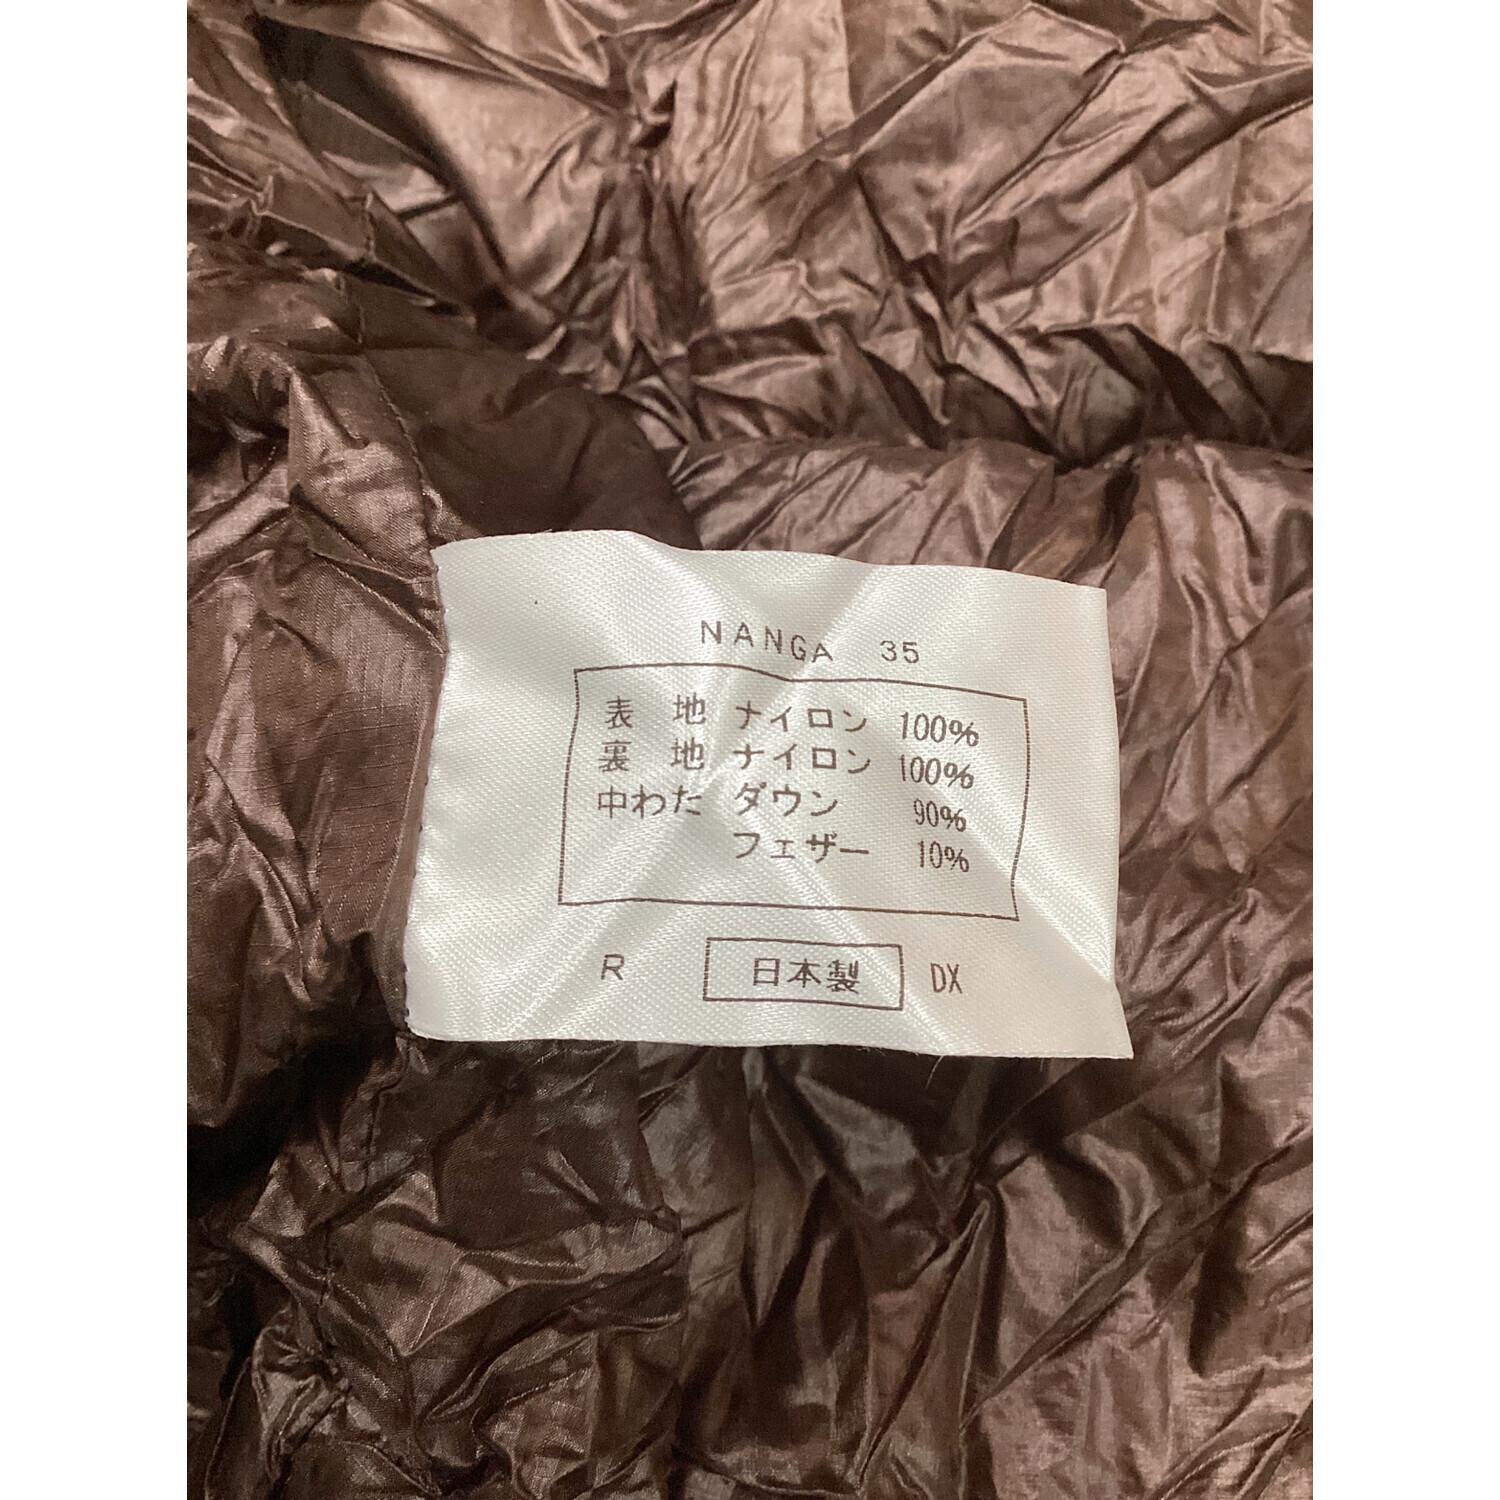 NANGA 35
表 地 ナイロン 100%
裏 地 ナイロン 100%
中わた ダウン 90%
フェザー 10%
R 日本製 DX